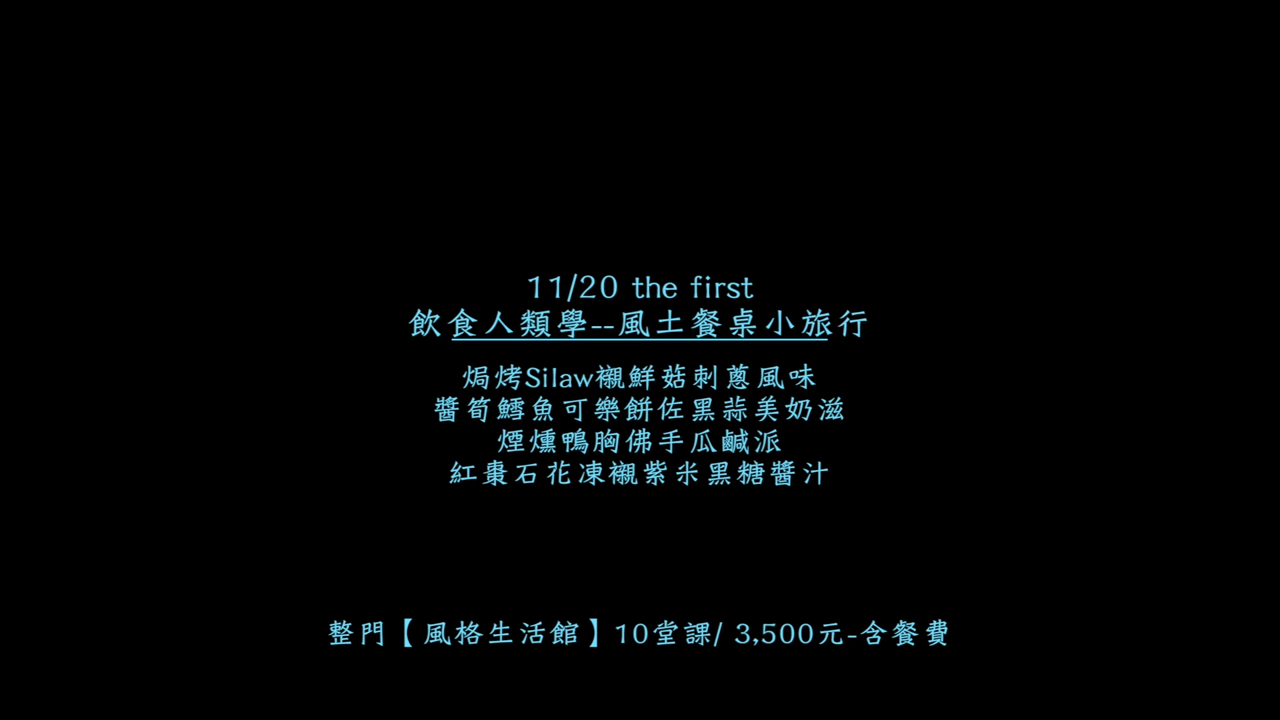 11/20 the first
飲食人類學--風土餐桌小旅行
焗烤Silaw襯鮮菇刺蔥風味
醬筍鱈魚可樂餅佐黑蒜美奶滋
煙燻鴨胸佛手瓜鹹派
紅棗石花凍襯紫米黑糖醬汁
整門【風格生活館】10堂課/ 3,500元-含餐費